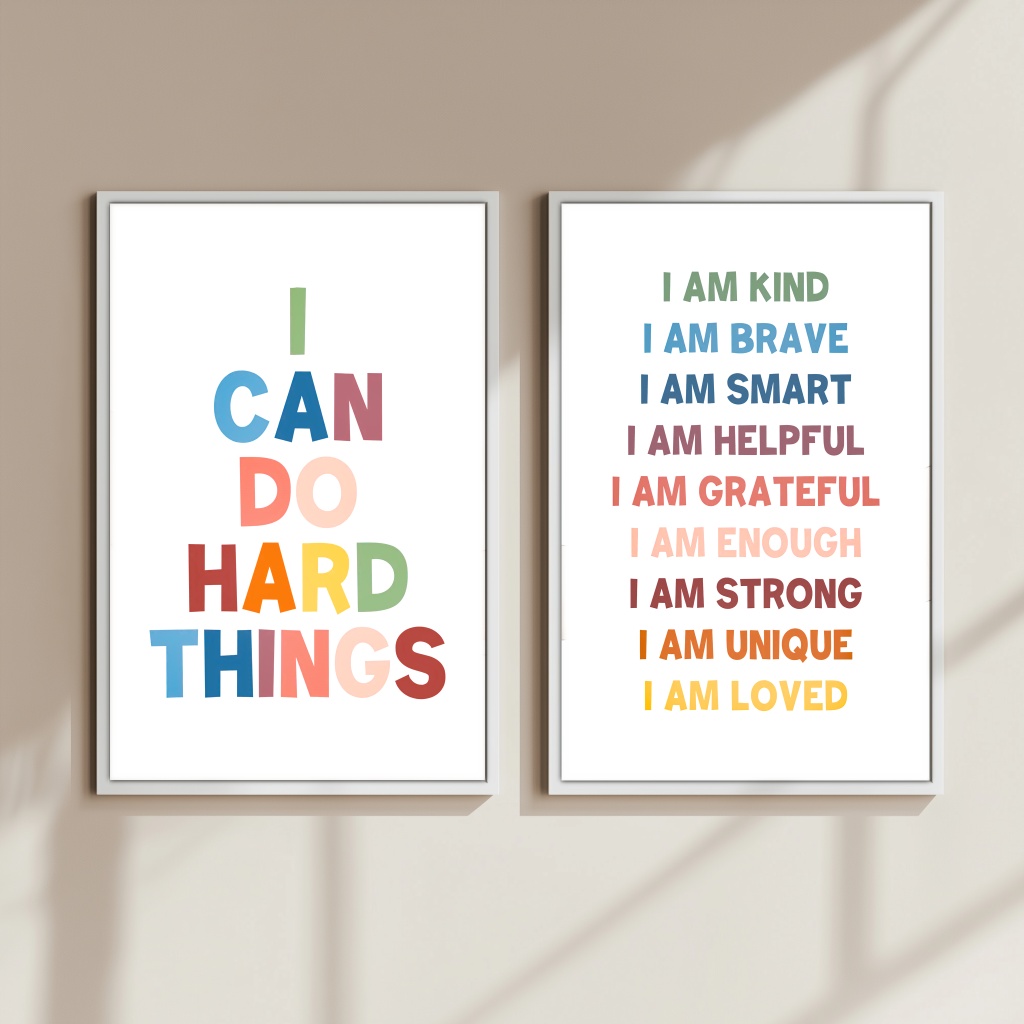 I
CAN
DO
HARD
THINGS
I AM KIND
I AM BRAVE
I AM SMART
I AM HELPFUL
I AM GRATEFUL
I AM ENOUGH
I AM STRONG
I AM UNIQUE
I AM LOVED